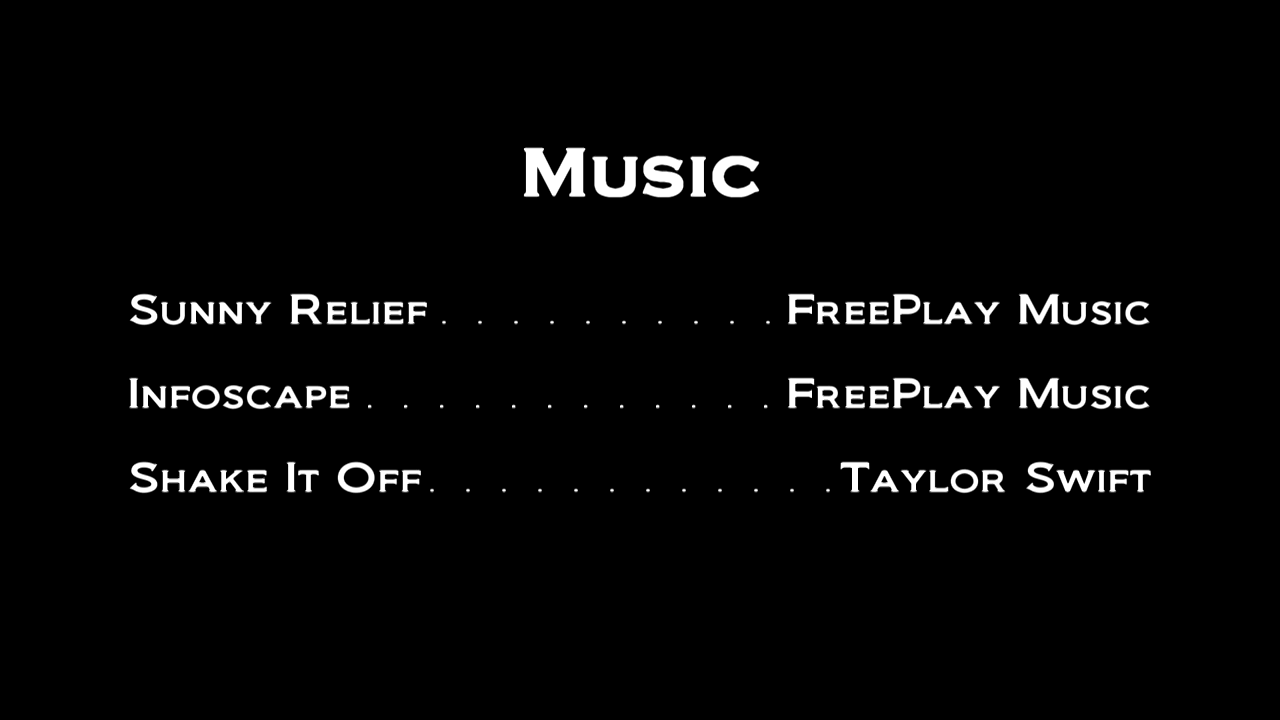 Music
Sunny Relief . . . . . . . . . . FreePlay Music
Infoscape . . . . . . . . . . . . FreePlay Music
Shake It Off . . . . . . . . . . . . Taylor Swift